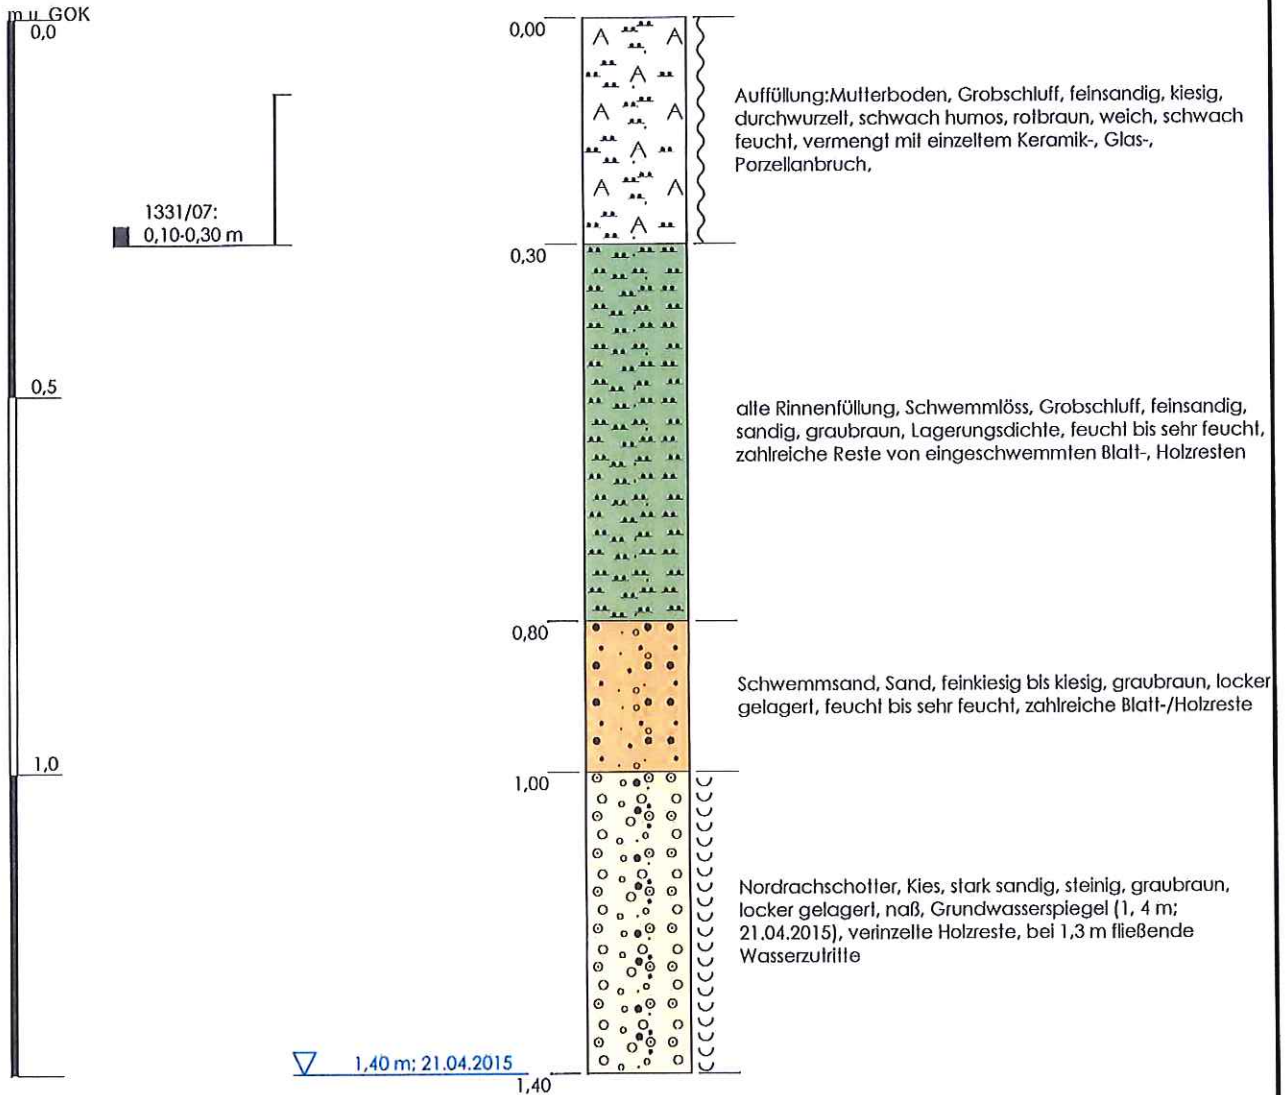 m u GOK
0,0
0,00
Auffüllung:Mutterboden, Grobschluff, feinsandig, kiesig,
durchwurzelt, schwach humos, rotbraun, weich, schwach
feucht, vermengt mit einzeltem Keramik-, Glas-,
Porzellanbruch,
1331/07:
0,10-0,30 m
0,30
0,5
alte Rinnenfüllung, Schwemmlöss, Grobschluff, feinsandig,
sandig, graubraun, Lagerungsdichte, feucht bis sehr feucht,
zahlreiche Reste von eingeschwemmten Blatt-, Holzresten
0,80
Schwemmsand, Sand, feinkiesig bis kiesig, graubraun, locker
gelagert, feucht bis sehr feucht, zahlreiche Blatt-/Holzreste
1,0
1,00
Nordrachschotter, Kies, stark sandig, steinig, graubraun,
locker gelagert, naß, Grundwasserspiegel (1, 4 m;
21.04.2015), verinzelte Holzreste, bei 1,3 m fließende
Wasserzutritte
1,40 m; 21.04.2015
1,40